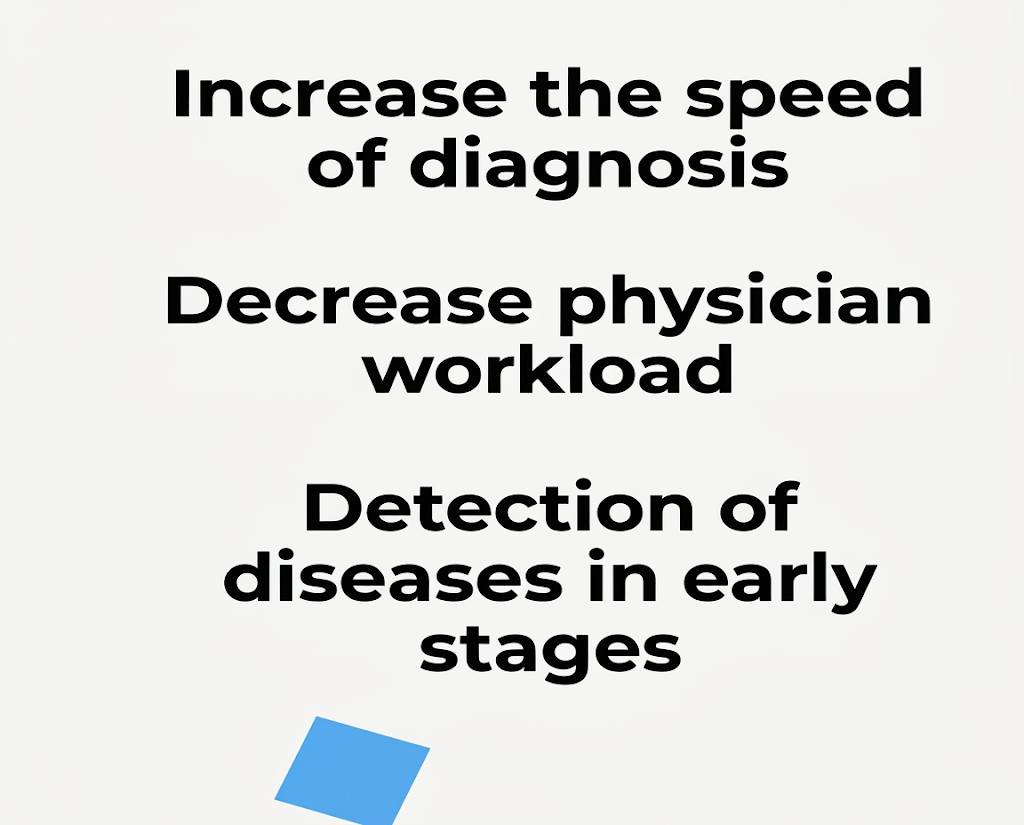 Increase the speed
of diagnosis
Decrease physician
workload
Detection of
diseases in early
stages